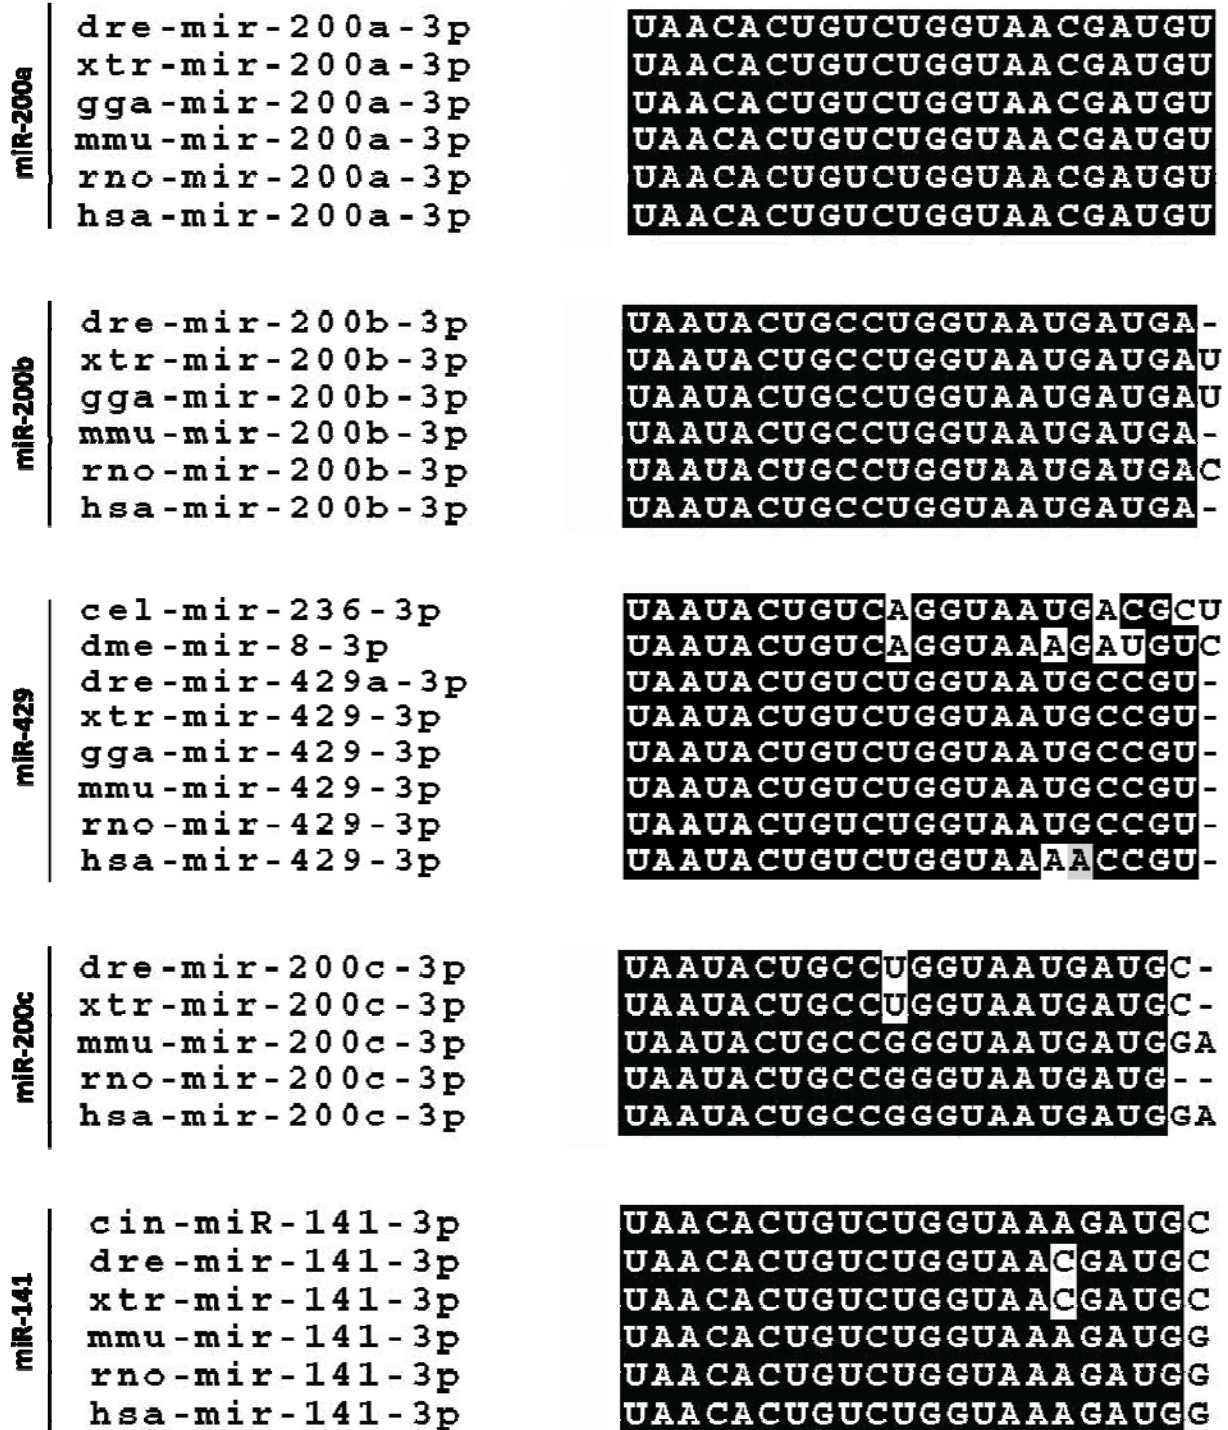 miR-200a
dre-mir-200a-3p UAACACUGUCUGGUAACGAUGU
xtr-mir-200a-3p UAACACUGUCUGGUAACGAUGU
gga-mir-200a-3p UAACACUGUCUGGUAACGAUGU
mmu-mir-200a-3p UAACACUGUCUGGUAACGAUGU
rno-mir-200a-3p UAACACUGUCUGGUAACGAUGU
hsa-mir-200a-3p UAACACUGUCUGGUAACGAUGU
miR-200b
dre-mir-200b-3p UAAUACUGCCUGGUAAUGAUGA-
xtr-mir-200b-3p UAAUACUGCCUGGUAAUGAUGAU
gga-mir-200b-3p UAAUACUGCCUGGUAAUGAUGAU
mmu-mir-200b-3p UAAUACUGCCUGGUAAUGAUGA-
rno-mir-200b-3p UAAUACUGCCUGGUAAUGAUGAC
hsa-mir-200b-3p UAAUACUGCCUGGUAAUGAUGA-
miR-429
cel-mir-236-3p UAAUACUGUCAGGUAAUGACGCU
dme-mir-8-3p UAAUACUGUCAGGUAAAGAUGUC
dre-mir-429a-3p UAAUACUGUCUGGUAAUGCCGU-
xtr-mir-429-3p UAAUACUGUCUGGUAAUGCCGU-
gga-mir-429-3p UAAUACUGUCUGGUAAUGCCGU-
mmu-mir-429-3p UAAUACUGUCUGGUAAUGCCGU-
rno-mir-429-3p UAAUACUGUCUGGUAAUGCCGU-
hsa-mir-429-3p UAAUACUGUCUGGUAAAACCGU-
miR-200c
dre-mir-200c-3p UAAUACUGCCUGGUAAUGAUGC-
xtr-mir-200c-3p UAAUACUGCCUGGUAAUGAUGC-
mmu-mir-200c-3p UAAUACUGCCGGGUAAUGAUGGA
rno-mir-200c-3p UAAUACUGCCGGGUAAUGAUG--
hsa-mir-200c-3p UAAUACUGCCGGGUAAUGAUGGA
miR-141
cin-miR-141-3p UAACACUGUCUGGUAAAGAUGC
dre-mir-141-3p UAACACUGUCUGGUAACGAUGC
xtr-mir-141-3p UAACACUGUCUGGUAACGAUGC
mmu-mir-141-3p UAACACUGUCUGGUAAAGAUGG
rno-mir-141-3p UAACACUGUCUGGUAAAGAUGG
hsa-mir-141-3p UAACACUGUCUGGUAAAGAUGG